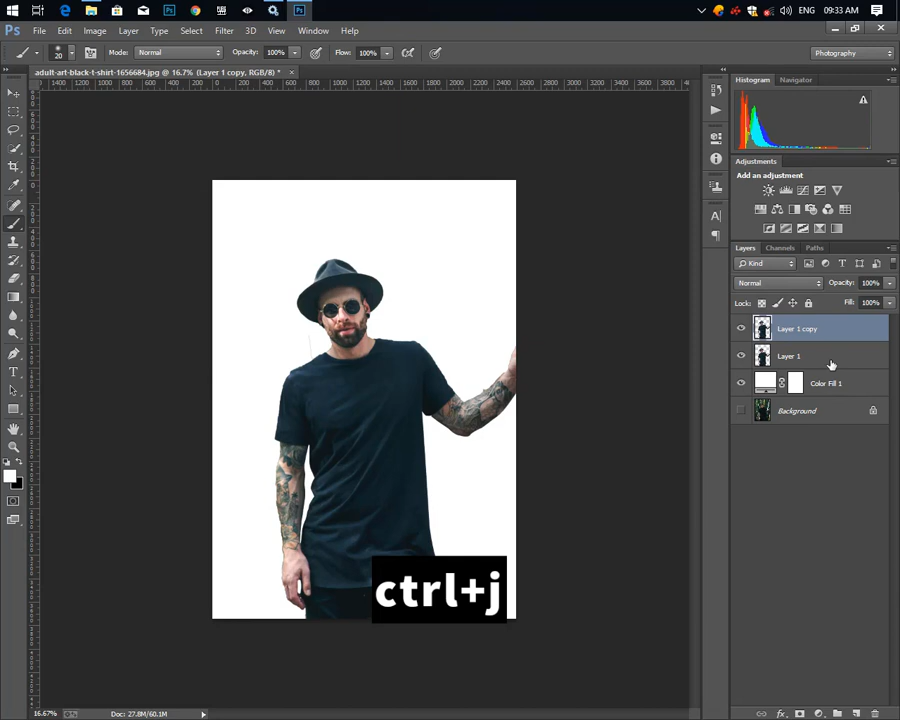 09:33 AM
Ps File Edit Image Layer Type Select Filter 3D View Window Help
20 Mode: Normal Opacity: 100% Flow: 100% Photography
adult-art-black-t-shirt-1656684.jpg @ 16.7% (Layer 1 copy, RGB/8) * ×
Histogram Navigator
Adjustments
Add an adjustment
Layers Channels Paths
Kind
Normal Opacity: 100%
Lock: Fill: 100%
Layer 1 copy
Layer 1
Color Fill 1
Background
ctrl+j
16.67% Doc: 27.8M/60.1M